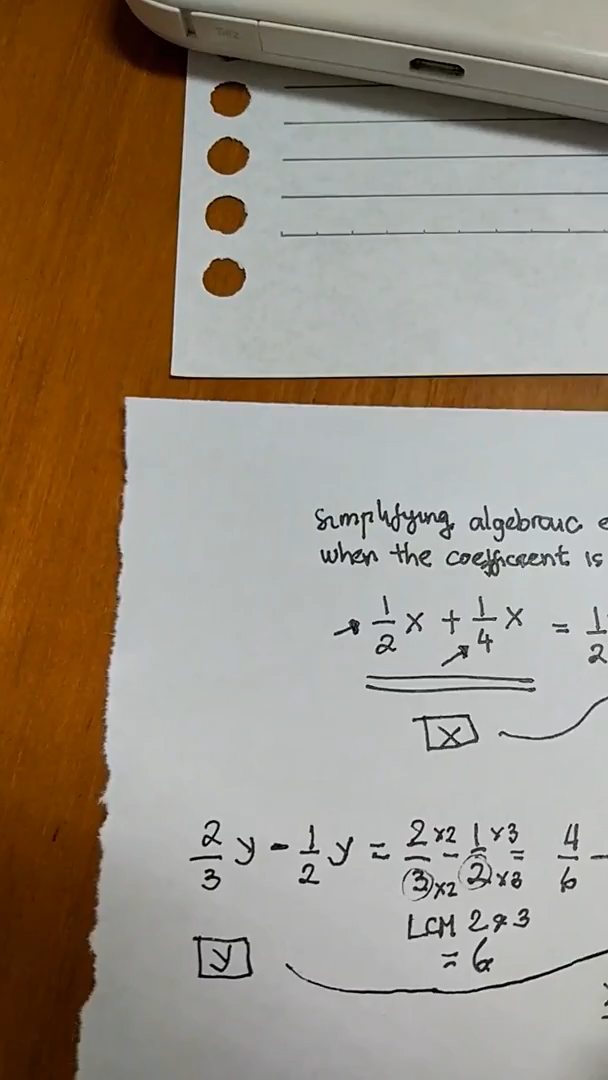 Simplifying algebraic e
when the coefficient is
→ 1/2 x + 1/4 x = 1/2
x
2/3 y - 1/2 y = 2×2/3×2 - 1×3/2×3 = 4/6 -
LCM 2 & 3
= 6
y